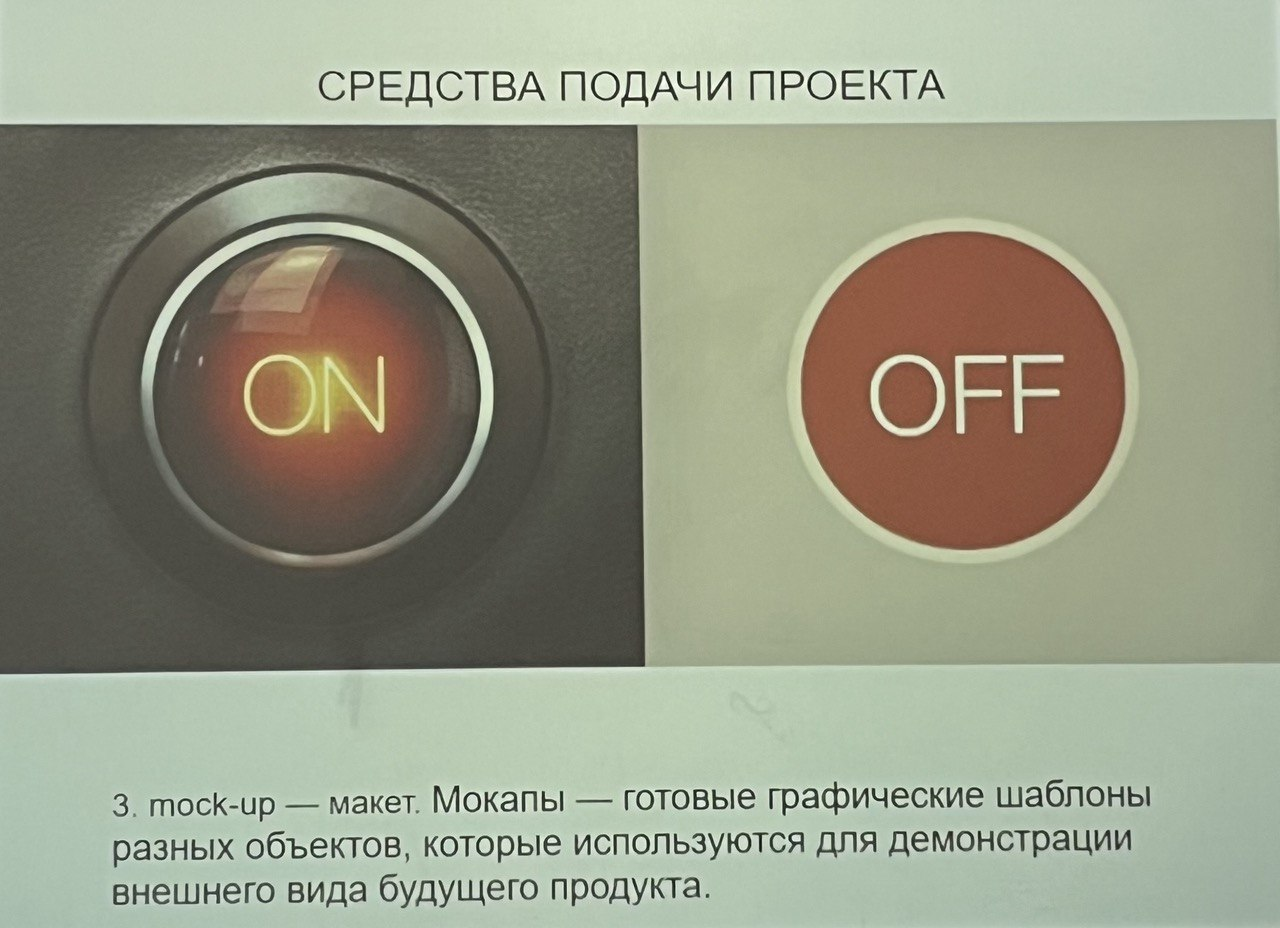 СРЕДСТВА ПОДАЧИ ПРОЕКТА
ON
OFF
3. mock-up — макет. Мокапы — готовые графические шаблоны
разных объектов, которые используются для демонстрации
внешнего вида будущего продукта.